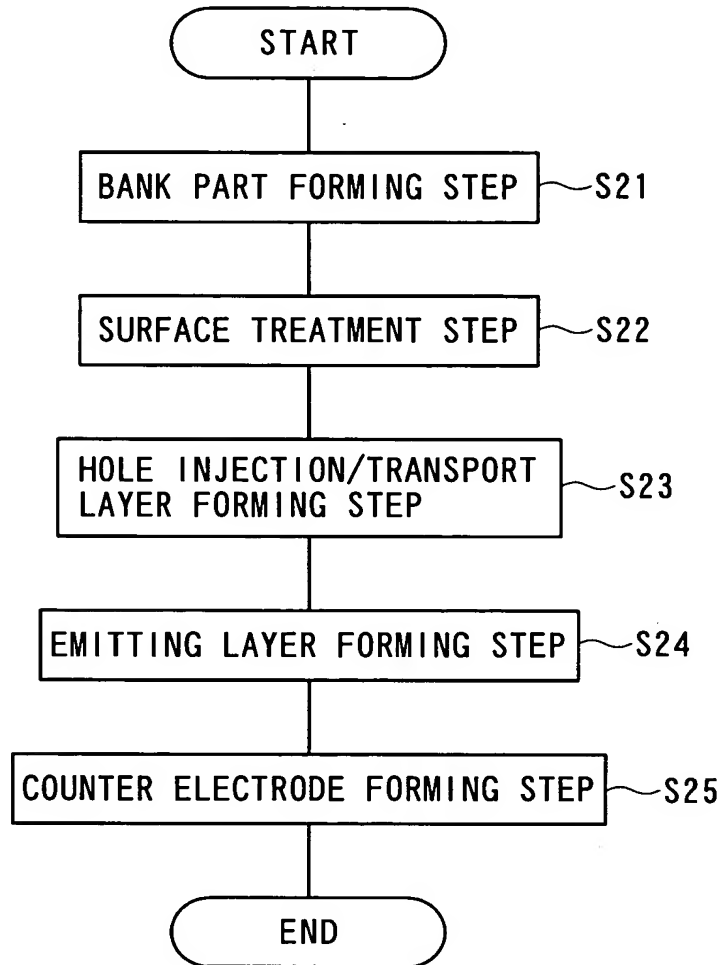 START
BANK PART FORMING STEP S21
SURFACE TREATMENT STEP S22
HOLE INJECTION/TRANSPORT
LAYER FORMING STEP
S23
EMITTING LAYER FORMING STEP S24
COUNTER ELECTRODE FORMING STEP S25
END